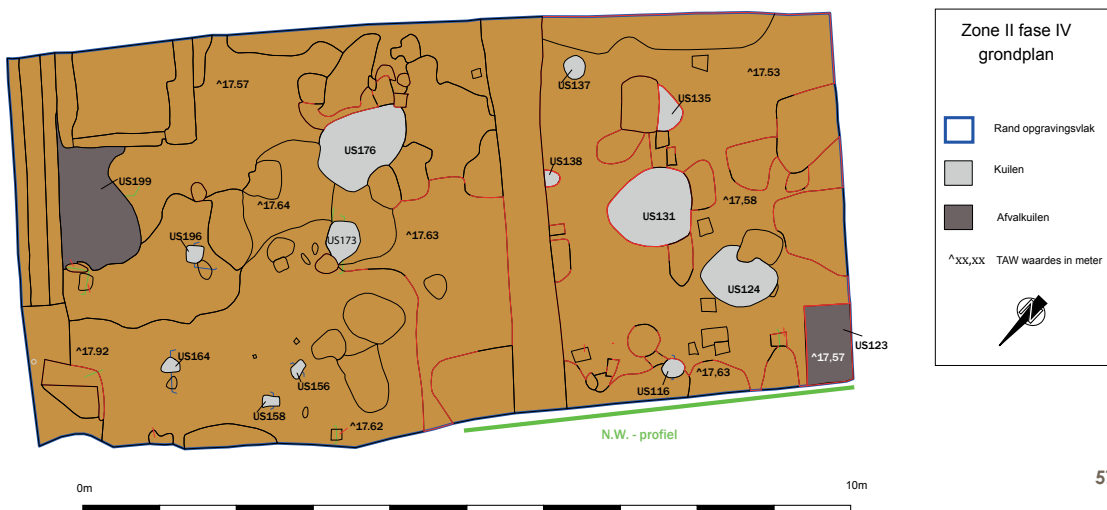 ^17.57
^17.53
US137
US135
US176
US138
US199
^17.64
^17,58
US131
US196
US173
^17.63
US124
^17.92
US164
US156
US158
^17.62
US116
^17,63
^17,57
US123
N.W. - profiel
0m
10m
Zone II fase IV
grondplan
Rand opgravingsvlak
Kuilen
Afvalkuilen
^xx,xx TAW waardes in meter